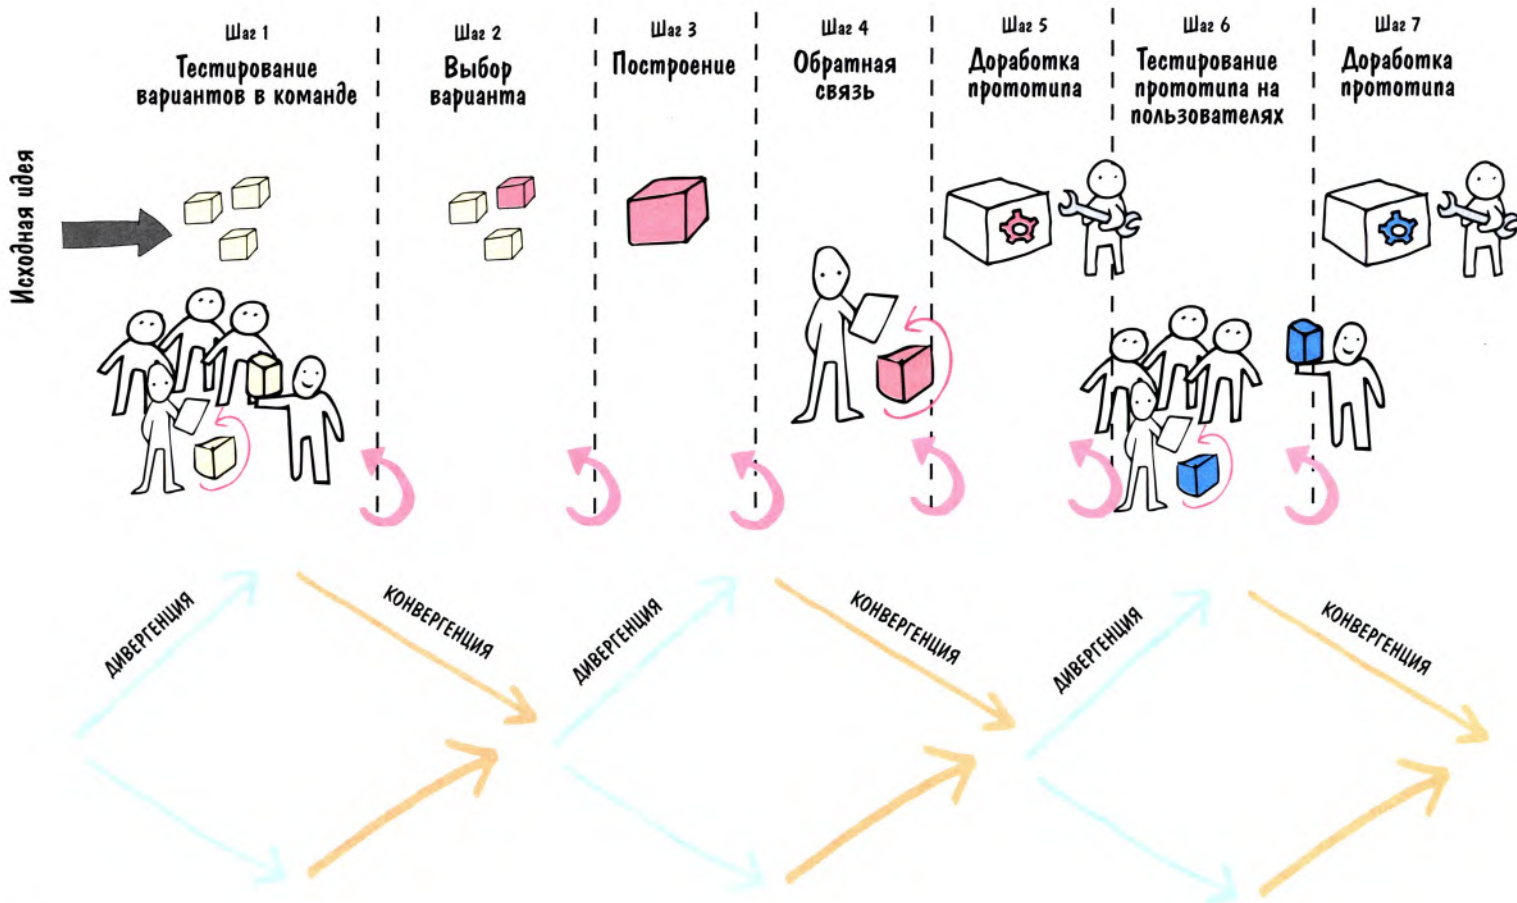 Шаг 1
Тестирование
вариантов в команде
Шаг 2
Выбор
варианта
Шаг 3
Построение
Шаг 4
Обратная
связь
Шаг 5
Доработка
прототипа
Шаг 6
Тестирование
прототипа на
пользователях
Шаг 7
Доработка
прототипа
Исходная идея
ДИВЕРГЕНЦИЯ
КОНВЕРГЕНЦИЯ
ДИВЕРГЕНЦИЯ
КОНВЕРГЕНЦИЯ
ДИВЕРГЕНЦИЯ
КОНВЕРГЕНЦИЯ